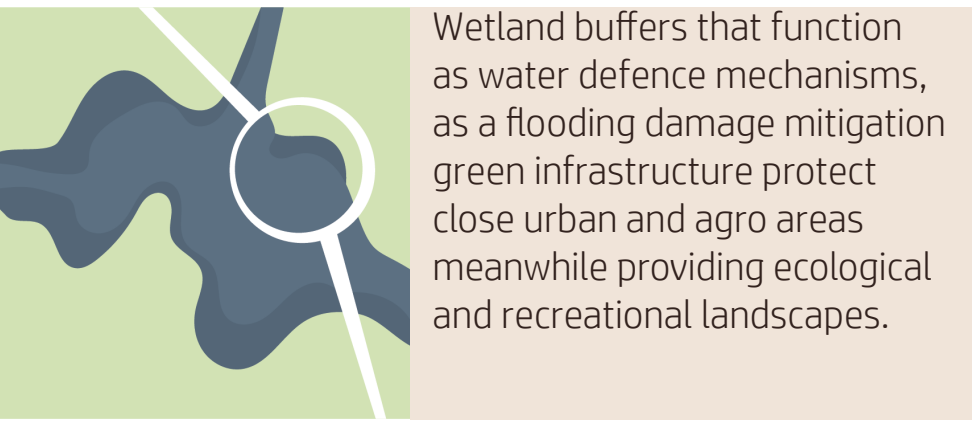 Wetland buffers that function
as water defence mechanisms,
as a flooding damage mitigation
green infrastructure protect
close urban and agro areas
meanwhile providing ecological
and recreational landscapes.